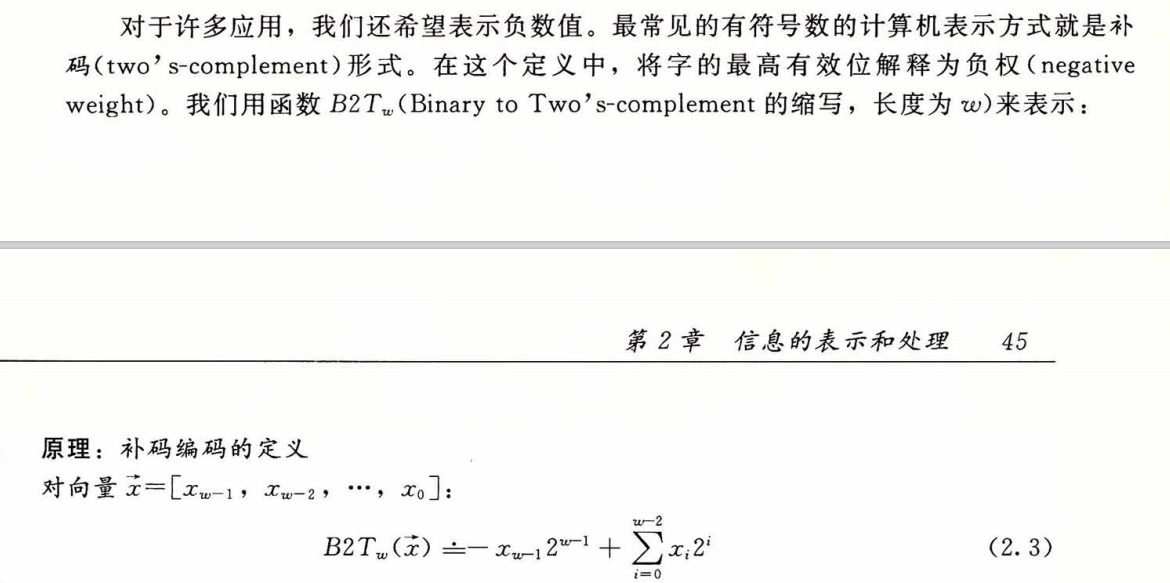 对于许多应用，我们还希望表示负数值。最常见的有符号数的计算机表示方式就是补
码(two's-complement)形式。在这个定义中，将字的最高有效位解释为负权(negative
weight)。我们用函数 B2T_w(Binary to Two's-complement 的缩写，长度为 w)来表示：
第 2 章 信息的表示和处理 45
原理：补码编码的定义
对向量 x⃗=[x_{w-1}, x_{w-2}, …, x_0]：
B2T_w(x⃗) ≐ -x_{w-1}2^{w-1} + ∑_{i=0}^{w-2} x_i 2^i (2.3)